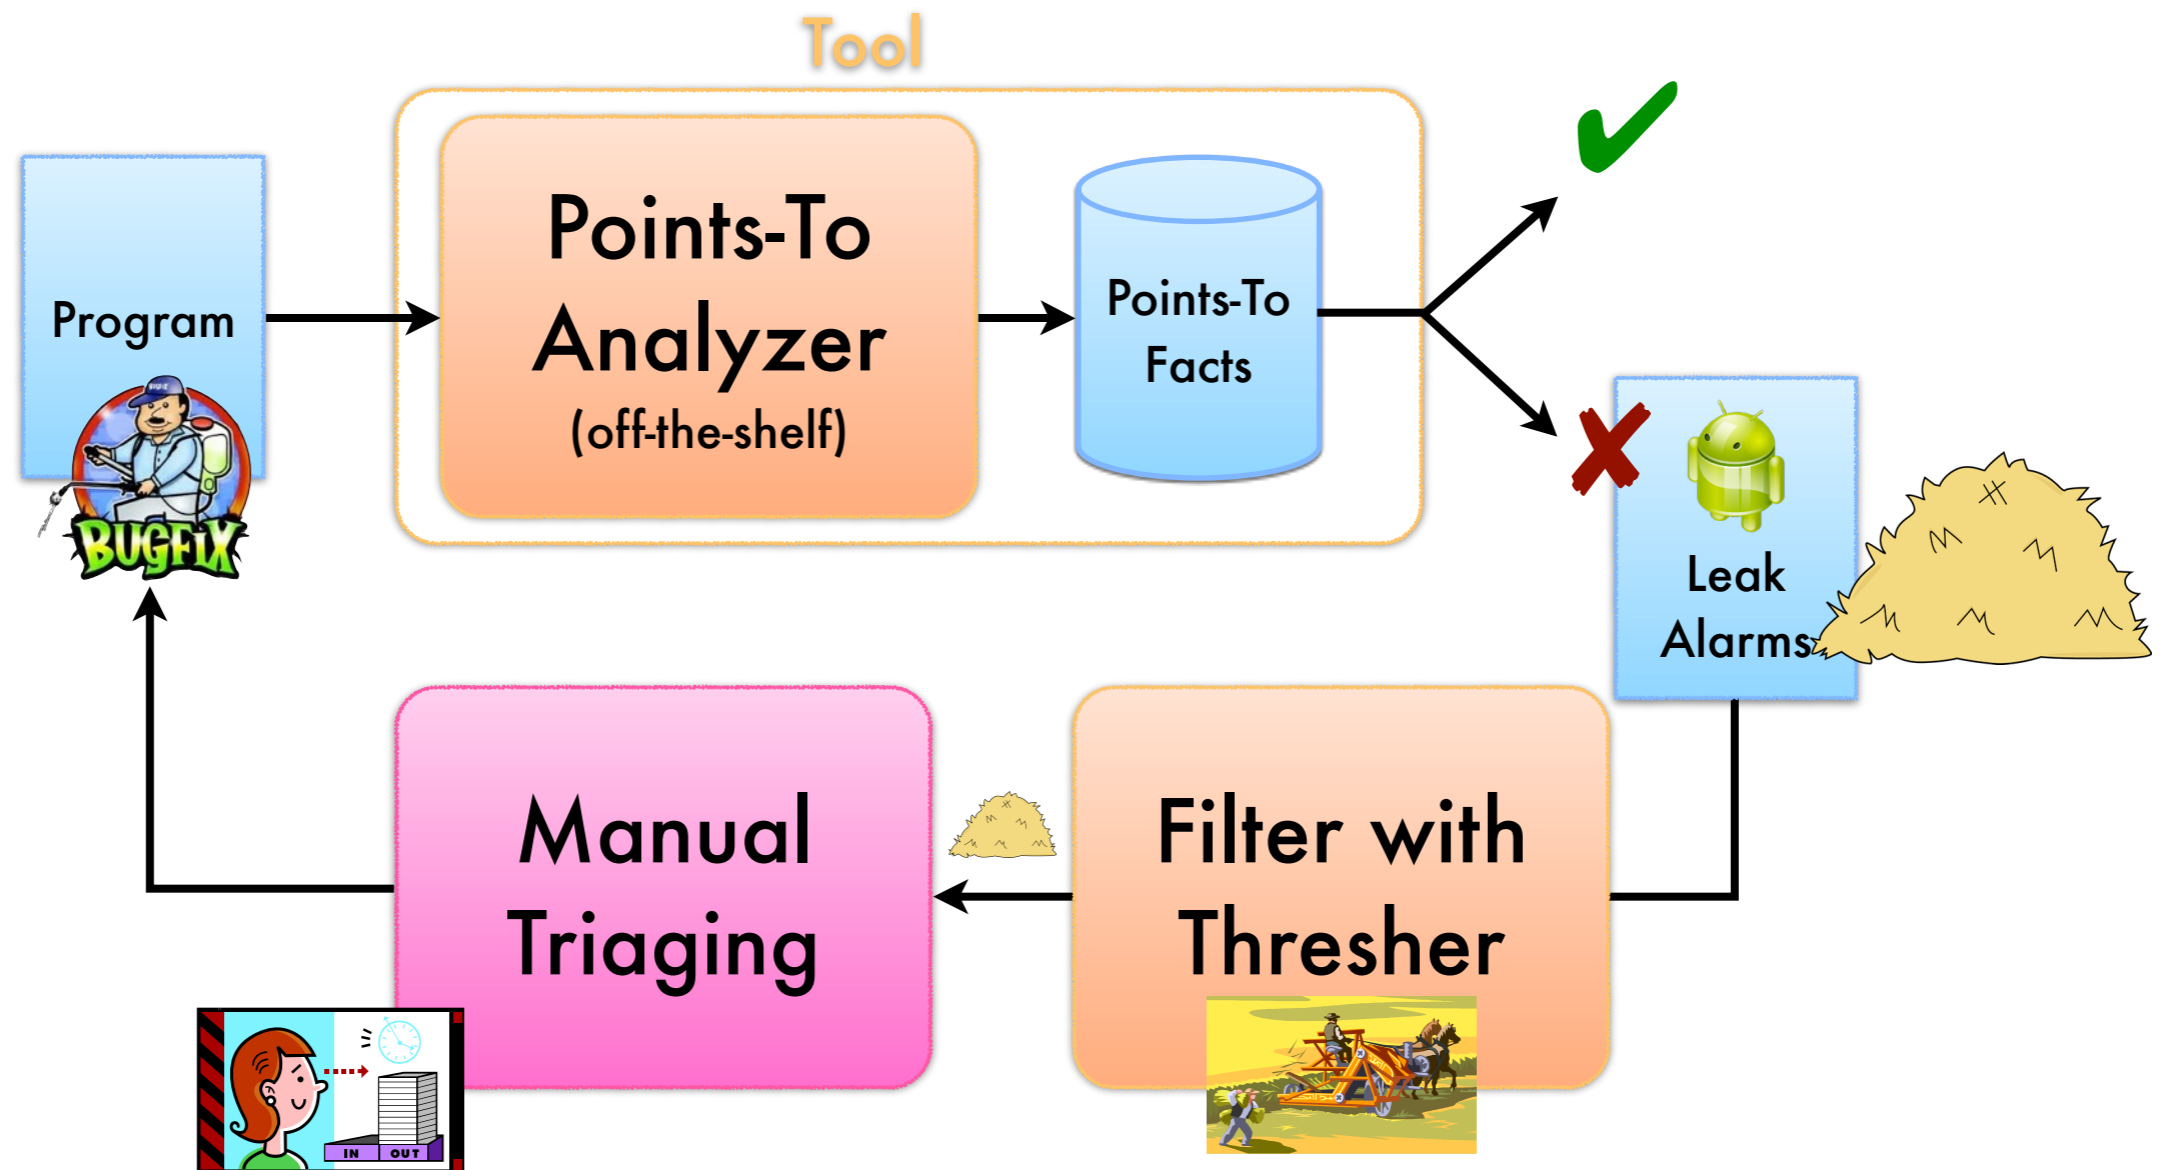 Tool
Program
BUGFIX
Points-To
Analyzer
(off-the-shelf)
Points-To
Facts
Leak
Alarms
Filter with
Thresher
Manual
Triaging
IN OUT